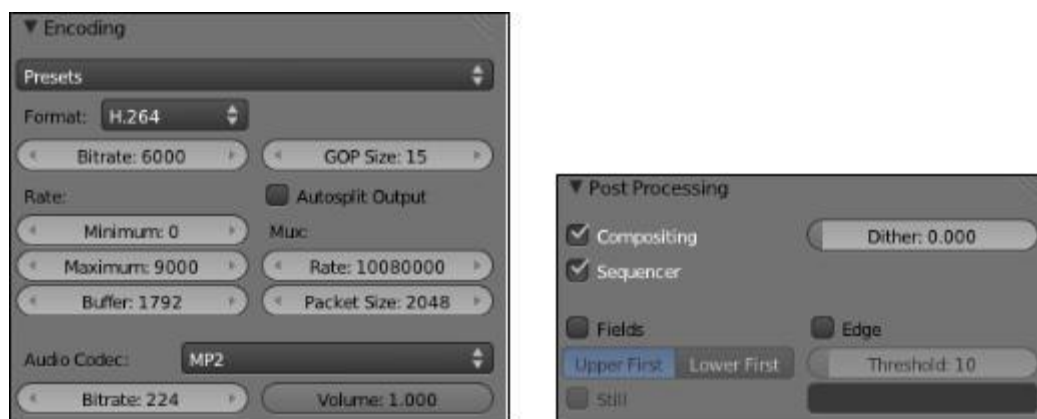 Encoding
Presets
Format: H.264
Bitrate: 6000 GOP Size: 15
Rate: Autosplit Output
Minimum: 0 Mux:
Maximum: 9000 Rate: 10080000
Buffer: 1792 Packet Size: 2048
Audio Codec: MP2
Bitrate: 224 Volume: 1.000
Post Processing
Compositing Dither: 0.000
Sequencer
Fields Edge
Upper First Lower First Threshold: 10
Still